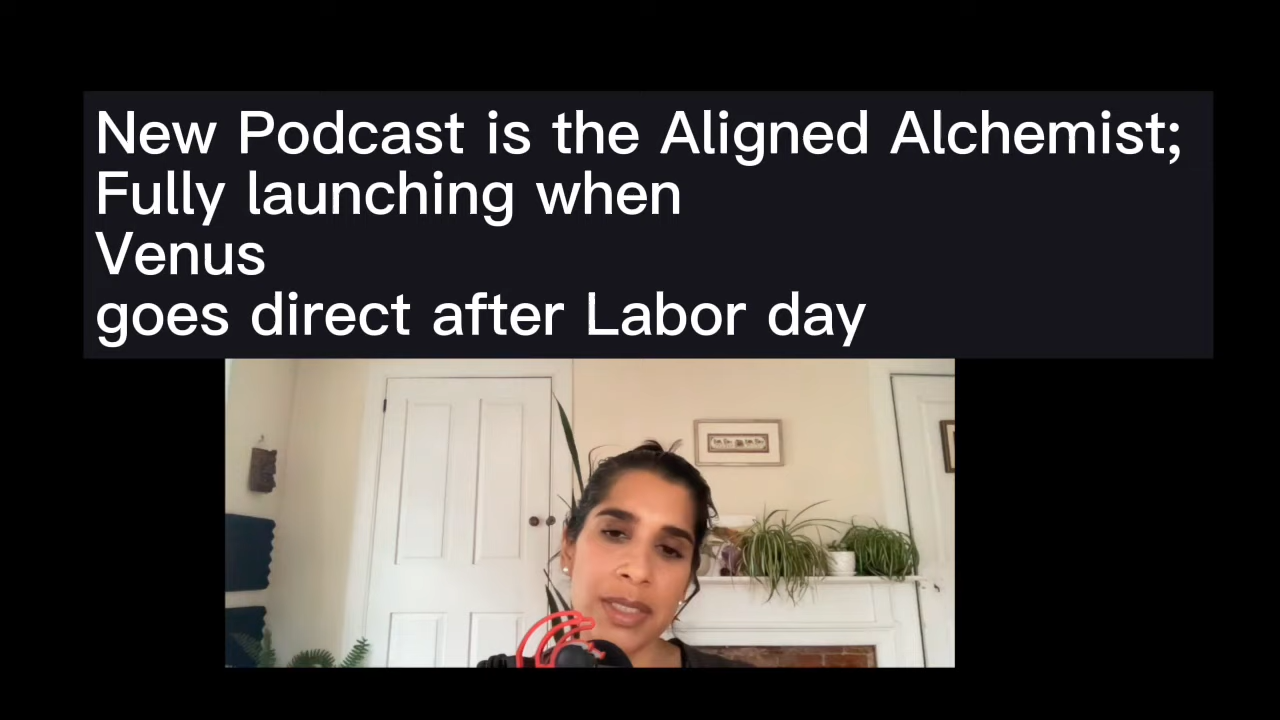 New Podcast is the Aligned Alchemist;
Fully launching when
Venus
goes direct after Labor day